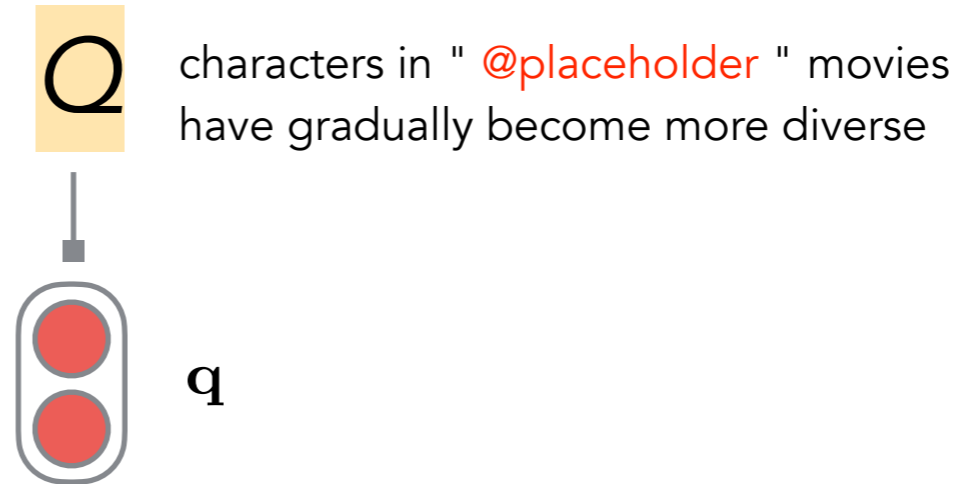 Q
characters in " @placeholder " movies
have gradually become more diverse
q